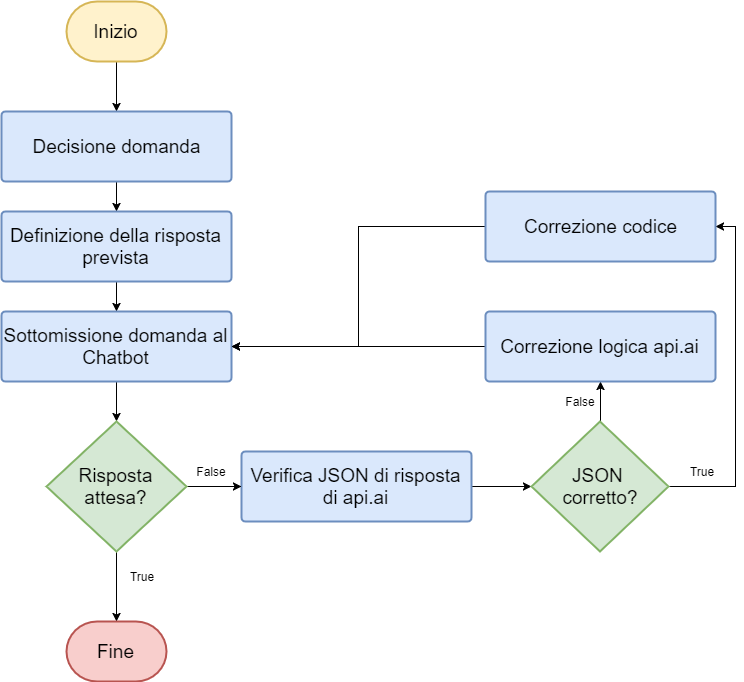 Inizio
Decisione domanda
Definizione della risposta
prevista
Correzione codice
Sottomissione domanda al
Chatbot
Correzione logica api.ai
False
Risposta
attesa?
False
Verifica JSON di risposta
di api.ai
JSON
corretto?
True
True
Fine